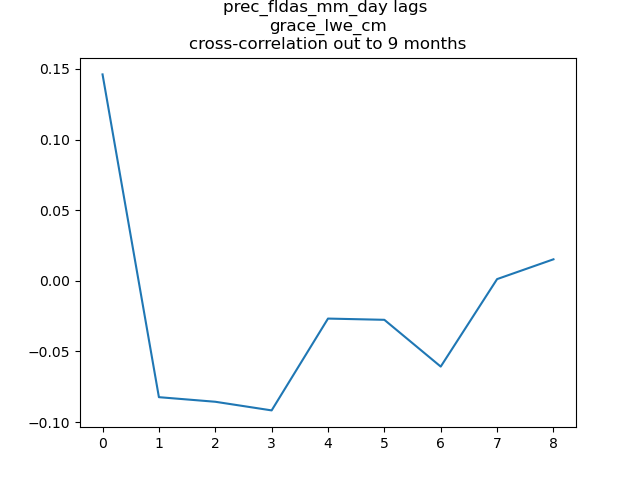 prec_fldas_mm_day lags
grace_lwe_cm
cross-correlation out to 9 months
0.15
0.10
0.05
0.00
−0.05
−0.10
0 1 2 3 4 5 6 7 8